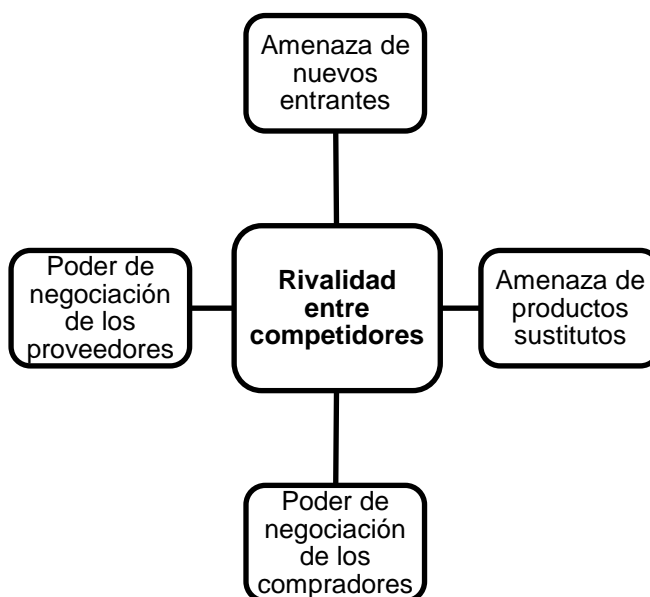 Amenaza de
nuevos
entrantes
Poder de
negociación
de los
proveedores
Rivalidad
entre
competidores
Amenaza de
productos
sustitutos
Poder de
negociación
de los
compradores